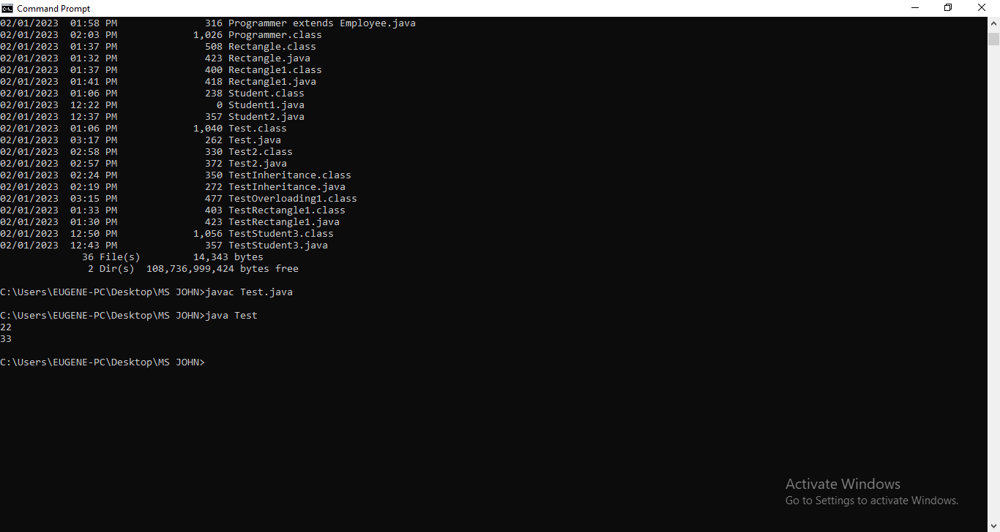 Command Prompt
02/01/2023  01:58 PM               316 Programmer extends Employee.java
02/01/2023  02:03 PM             1,026 Programmer.class
02/01/2023  01:37 PM               508 Rectangle.class
02/01/2023  01:32 PM               423 Rectangle.java
02/01/2023  01:37 PM               400 Rectangle1.class
02/01/2023  01:41 PM               418 Rectangle1.java
02/01/2023  01:06 PM               238 Student.class
02/01/2023  12:22 PM                 0 Student1.java
02/01/2023  12:37 PM               357 Student2.java
02/01/2023  01:06 PM             1,040 Test.class
02/01/2023  03:17 PM               262 Test.java
02/01/2023  02:58 PM               330 Test2.class
02/01/2023  02:57 PM               372 Test2.java
02/01/2023  02:24 PM               350 TestInheritance.class
02/01/2023  02:19 PM               272 TestInheritance.java
02/01/2023  03:15 PM               477 TestOverloading1.class
02/01/2023  01:33 PM               403 TestRectangle1.class
02/01/2023  01:30 PM               423 TestRectangle1.java
02/01/2023  12:50 PM             1,056 TestStudent3.class
02/01/2023  12:43 PM               357 TestStudent3.java
              36 File(s)         14,343 bytes
               2 Dir(s)  108,736,999,424 bytes free
C:\Users\EUGENE-PC\Desktop\MS JOHN>javac Test.java
C:\Users\EUGENE-PC\Desktop\MS JOHN>java Test
22
33
C:\Users\EUGENE-PC\Desktop\MS JOHN>
Activate Windows
Go to Settings to activate Windows.